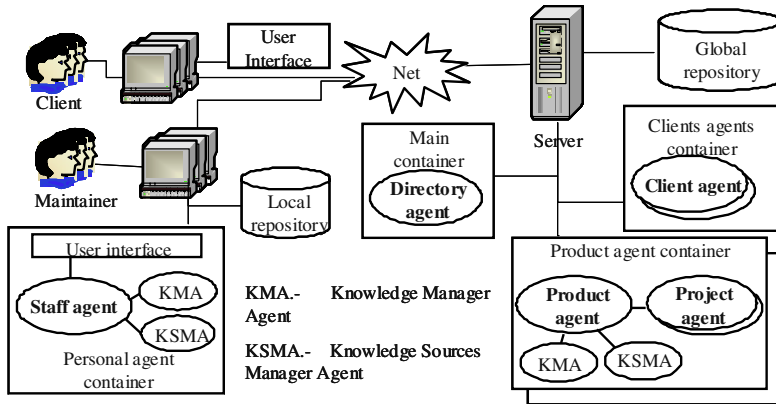 User
Interface
Net
Global
repository
Client
Server
Main
container
Directory
agent
Clients agents
container
Client agent
Maintainer
Local
repository
User interface
Staff agent
KMA
KSMA
Personal agent
container
KMA.- Knowledge Manager
Agent
KSMA.- Knowledge Sources
Manager Agent
Product agent container
Product
agent
Project
agent
KMA
KSMA